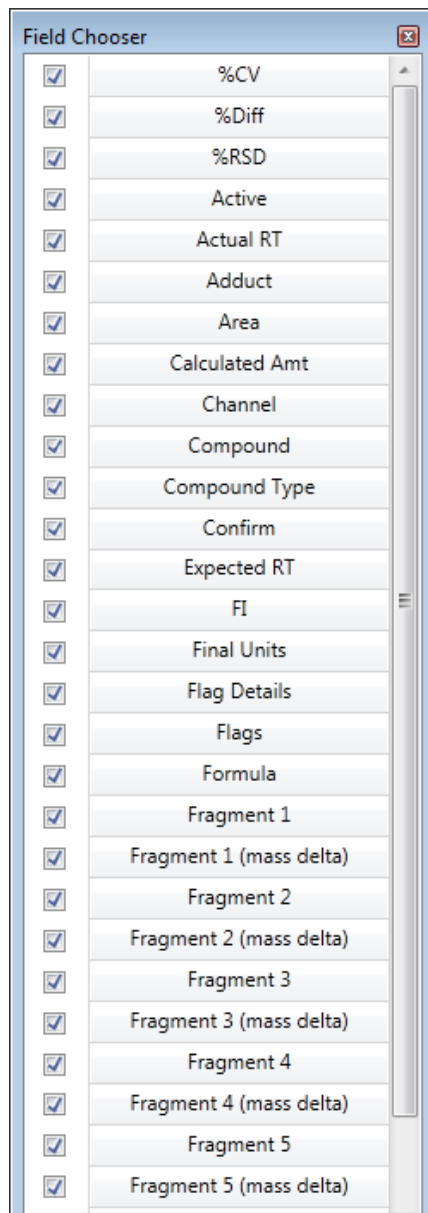 Field Chooser
%CV
%Diff
%RSD
Active
Actual RT
Adduct
Area
Calculated Amt
Channel
Compound
Compound Type
Confirm
Expected RT
FI
Final Units
Flag Details
Flags
Formula
Fragment 1
Fragment 1 (mass delta)
Fragment 2
Fragment 2 (mass delta)
Fragment 3
Fragment 3 (mass delta)
Fragment 4
Fragment 4 (mass delta)
Fragment 5
Fragment 5 (mass delta)